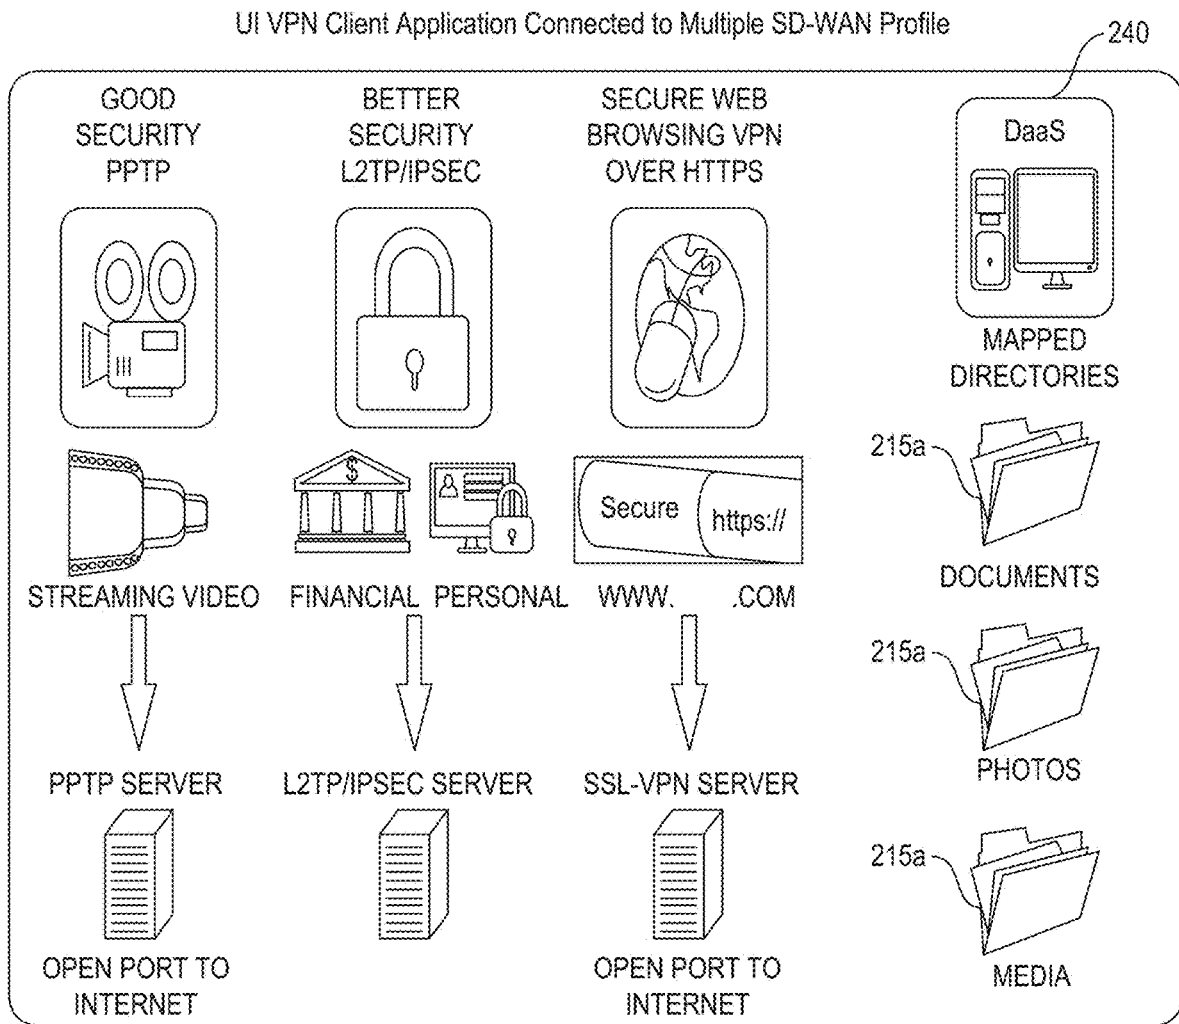 UI VPN Client Application Connected to Multiple SD-WAN Profile
240
GOOD
SECURITY
PPTP
BETTER
SECURITY
L2TP/IPSEC
SECURE WEB
BROWSING VPN
OVER HTTPS
DaaS
MAPPED
DIRECTORIES
$
Secure
https://
STREAMING VIDEO
FINANCIAL
PERSONAL
WWW. .COM
215a
DOCUMENTS
215a
PHOTOS
215a
MEDIA
PPTP SERVER
L2TP/IPSEC SERVER
SSL-VPN SERVER
OPEN PORT TO
INTERNET
OPEN PORT TO
INTERNET